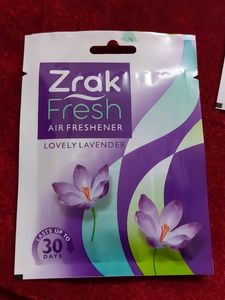 Zrak
Fresh
AIR FRESHENER
LOVELY LAVENDER
LASTS UP TO
30
DAYS